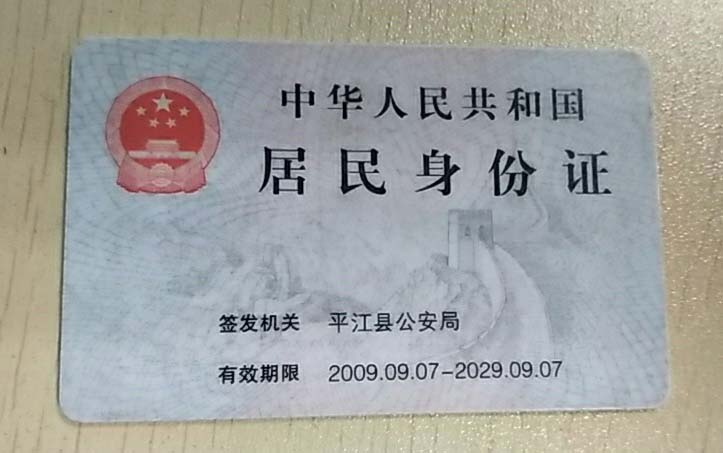 中华人民共和国
居民身份证
签发机关 平江县公安局
有效期限 2009.09.07-2029.09.07